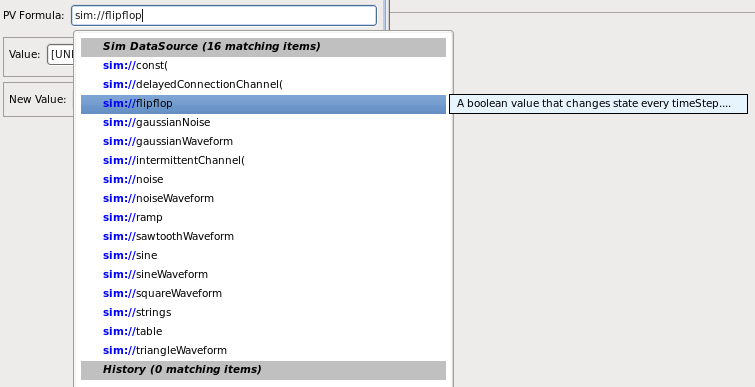 PV Formula: sim://flipflop
Sim DataSource (16 matching items)
Value: [UNI
sim://const(
sim://delayedConnectionChannel(
sim://flipflop A boolean value that changes state every timeStep....
New Value:
sim://gaussianNoise
sim://gaussianWaveform
sim://intermittentChannel(
sim://noise
sim://noiseWaveform
sim://ramp
sim://sawtoothWaveform
sim://sine
sim://sineWaveform
sim://squareWaveform
sim://strings
sim://table
sim://triangleWaveform
History (0 matching items)